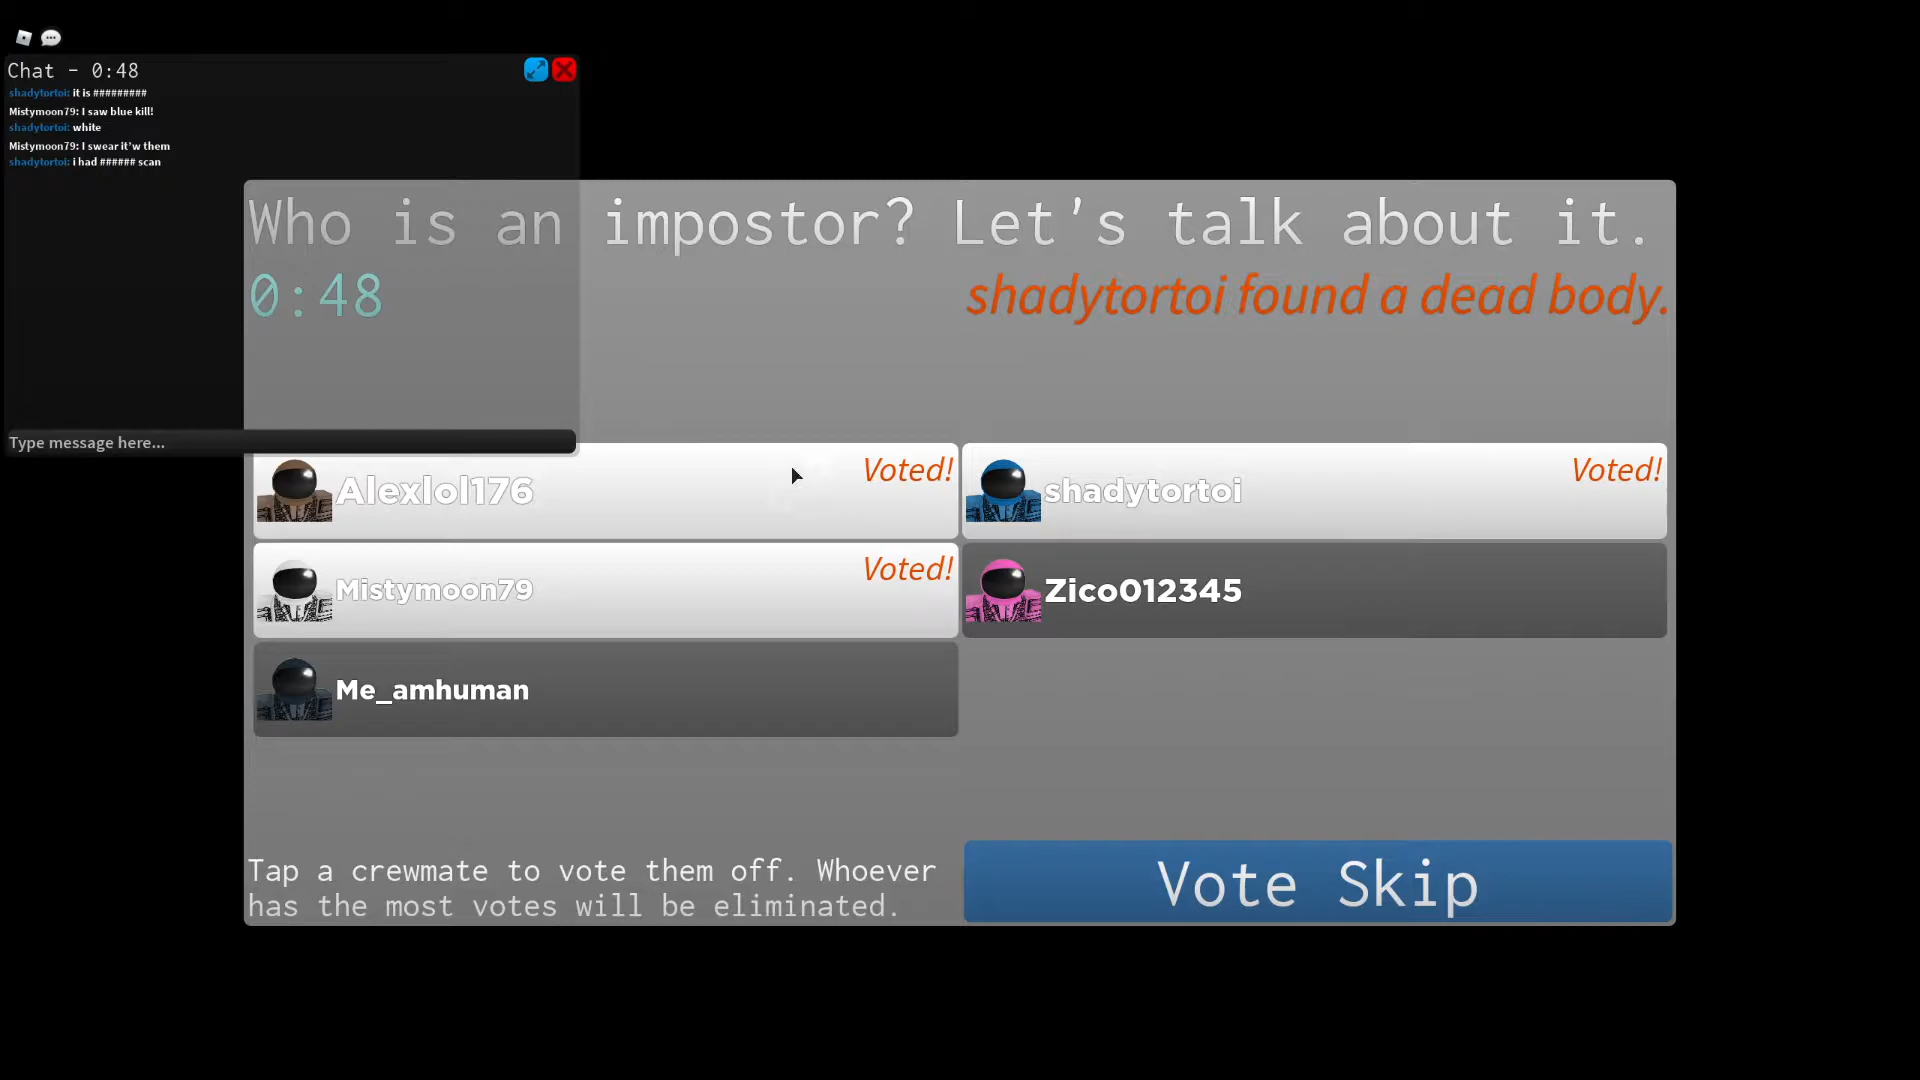 Chat - 0:48
shadytortoi: it is #########
Mistymoon79: I saw blue kill!
shadytortoi: white
Mistymoon79: I swear it'w them
shadytortoi: i had ###### scan
Type message here...
Who is an impostor? Let's talk about it.
0:48
shadytortoi found a dead body.
Alexlol176
Voted!
shadytortoi
Voted!
Mistymoon79
Voted!
Zico012345
Me_amhuman
Tap a crewmate to vote them off. Whoever
has the most votes will be eliminated.
Vote Skip